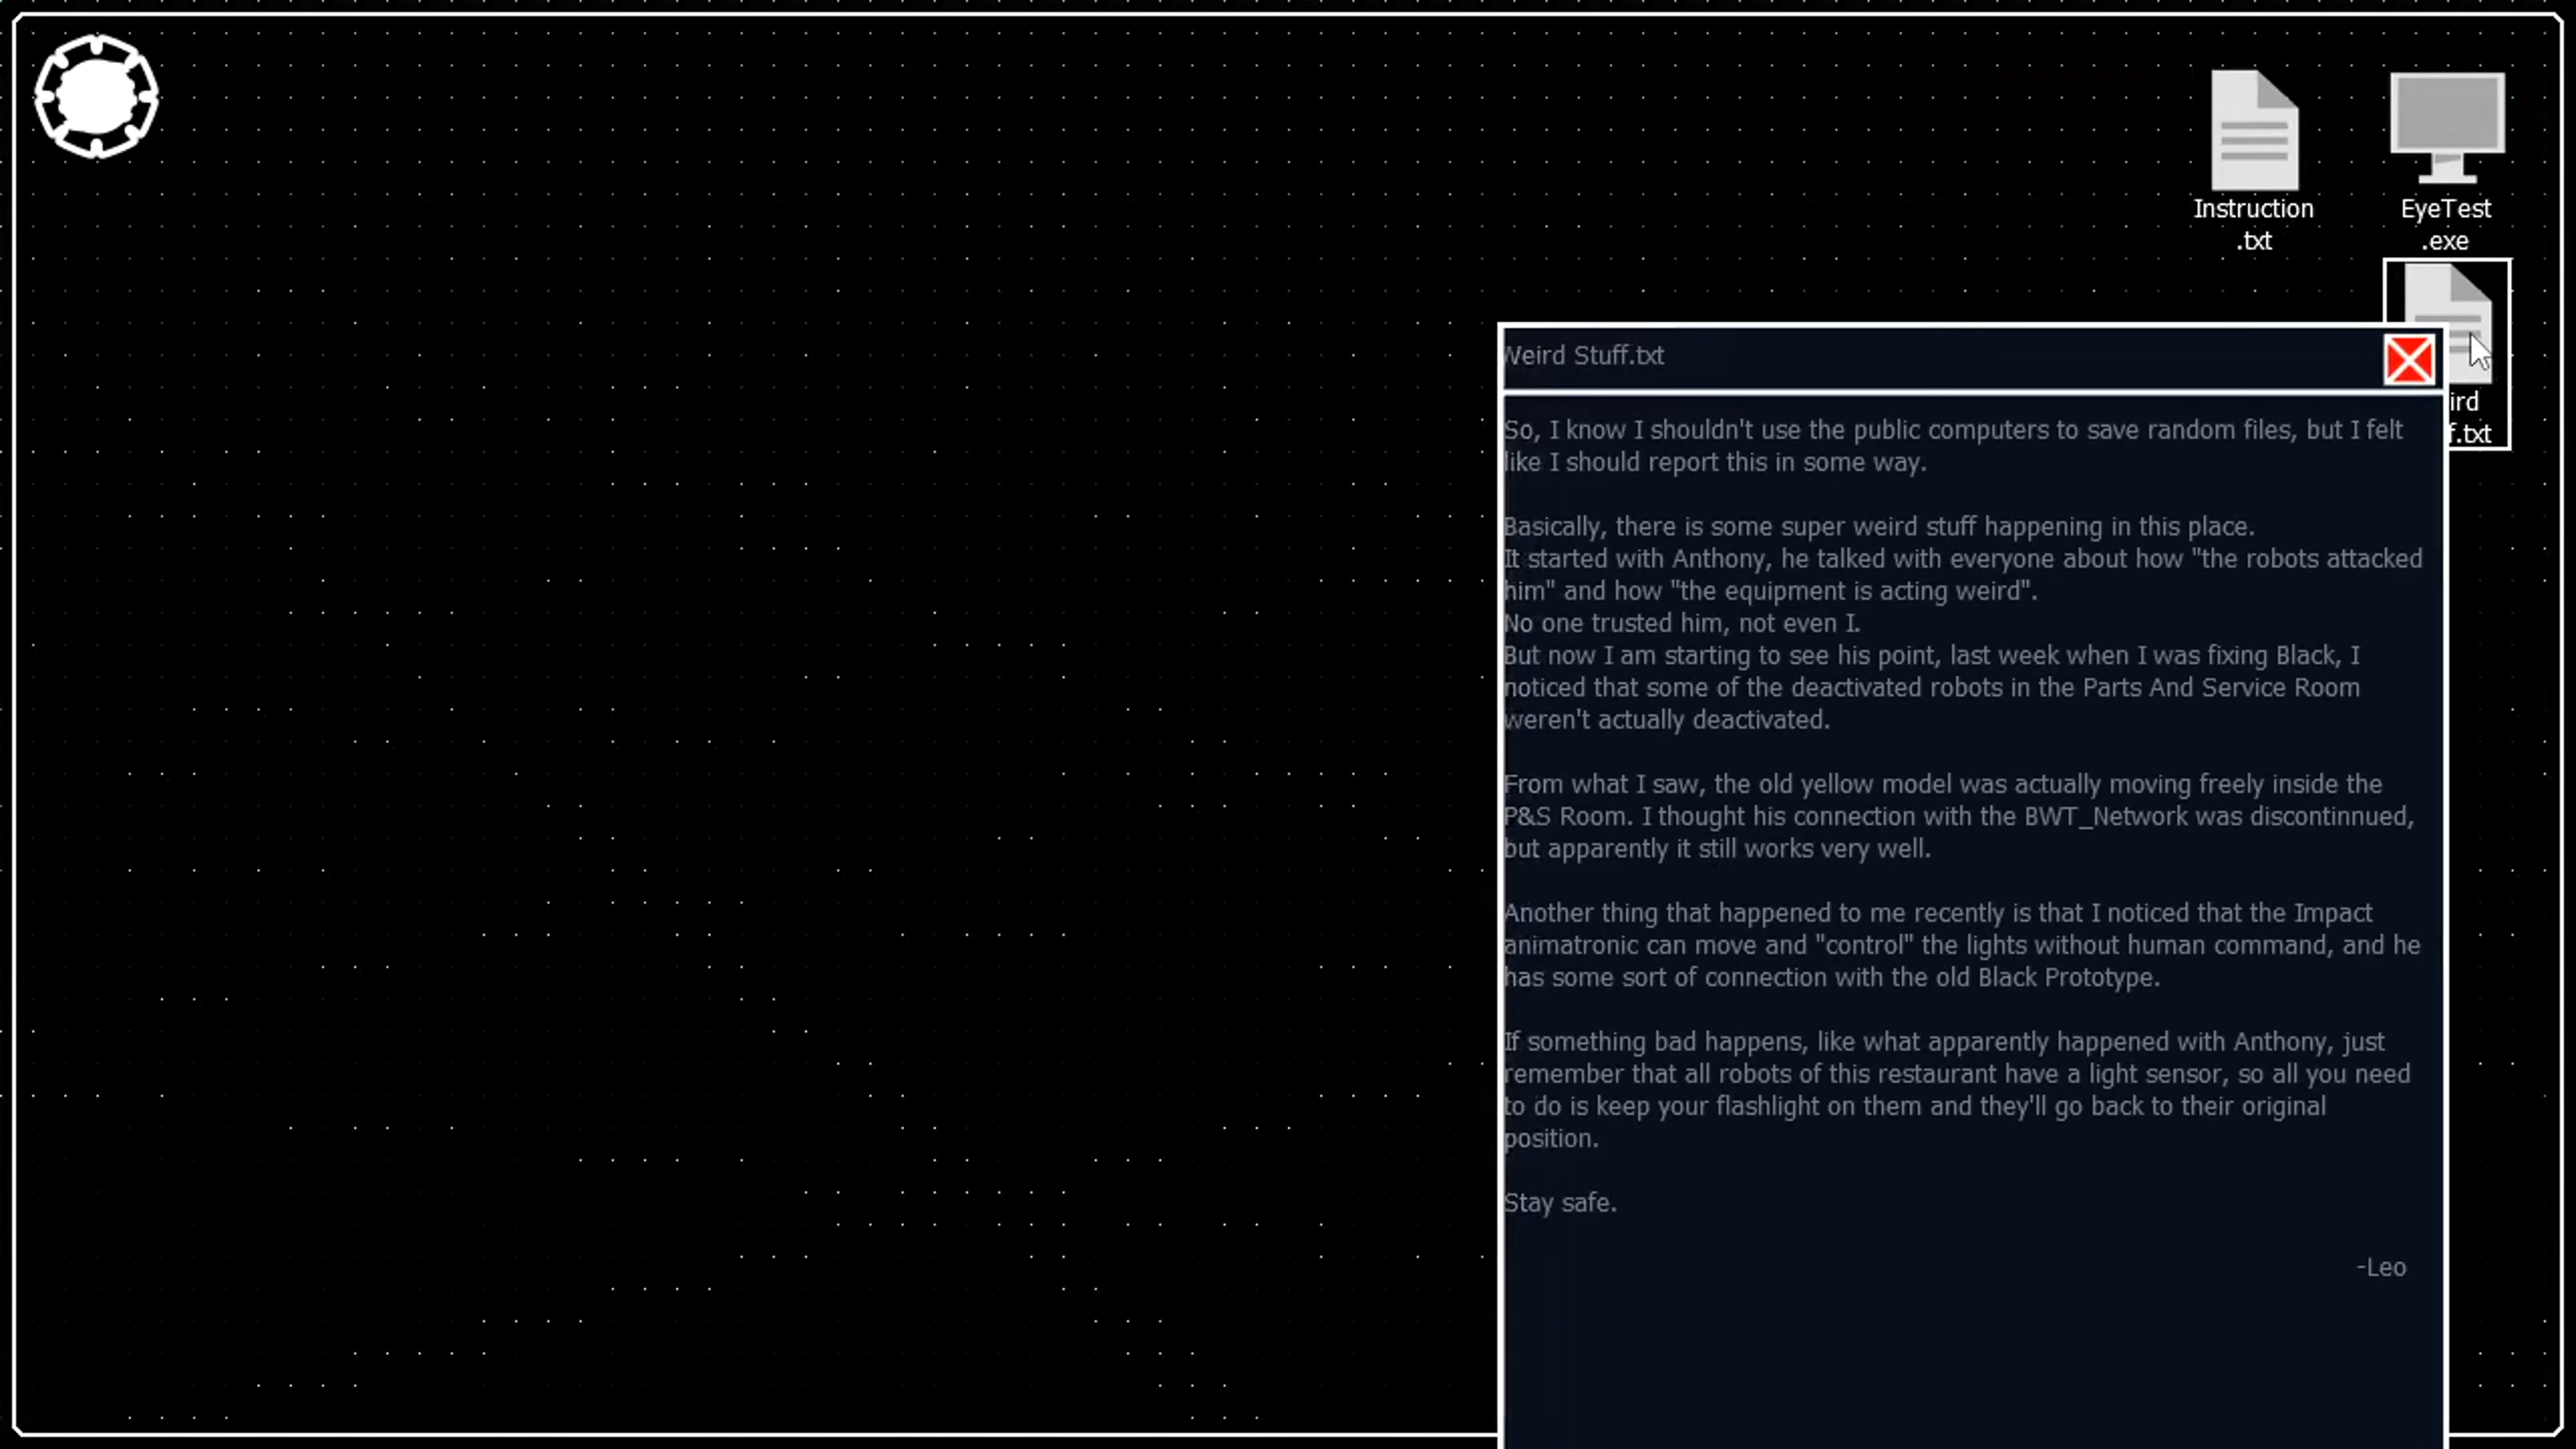 Instruction
.txt
EyeTest
.exe
ird
f.txt
Weird Stuff.txt
So, I know I shouldn't use the public computers to save random files, but I felt
like I should report this in some way.
Basically, there is some super weird stuff happening in this place.
It started with Anthony, he talked with everyone about how "the robots attacked
him" and how "the equipment is acting weird".
No one trusted him, not even I.
But now I am starting to see his point, last week when I was fixing Black, I
noticed that some of the deactivated robots in the Parts And Service Room
weren't actually deactivated.
From what I saw, the old yellow model was actually moving freely inside the
P&S Room. I thought his connection with the BWT_Network was discontinnued,
but apparently it still works very well.
Another thing that happened to me recently is that I noticed that the Impact
animatronic can move and "control" the lights without human command, and he
has some sort of connection with the old Black Prototype.
If something bad happens, like what apparently happened with Anthony, just
remember that all robots of this restaurant have a light sensor, so all you need
to do is keep your flashlight on them and they'll go back to their original
position.
Stay safe.
-Leo